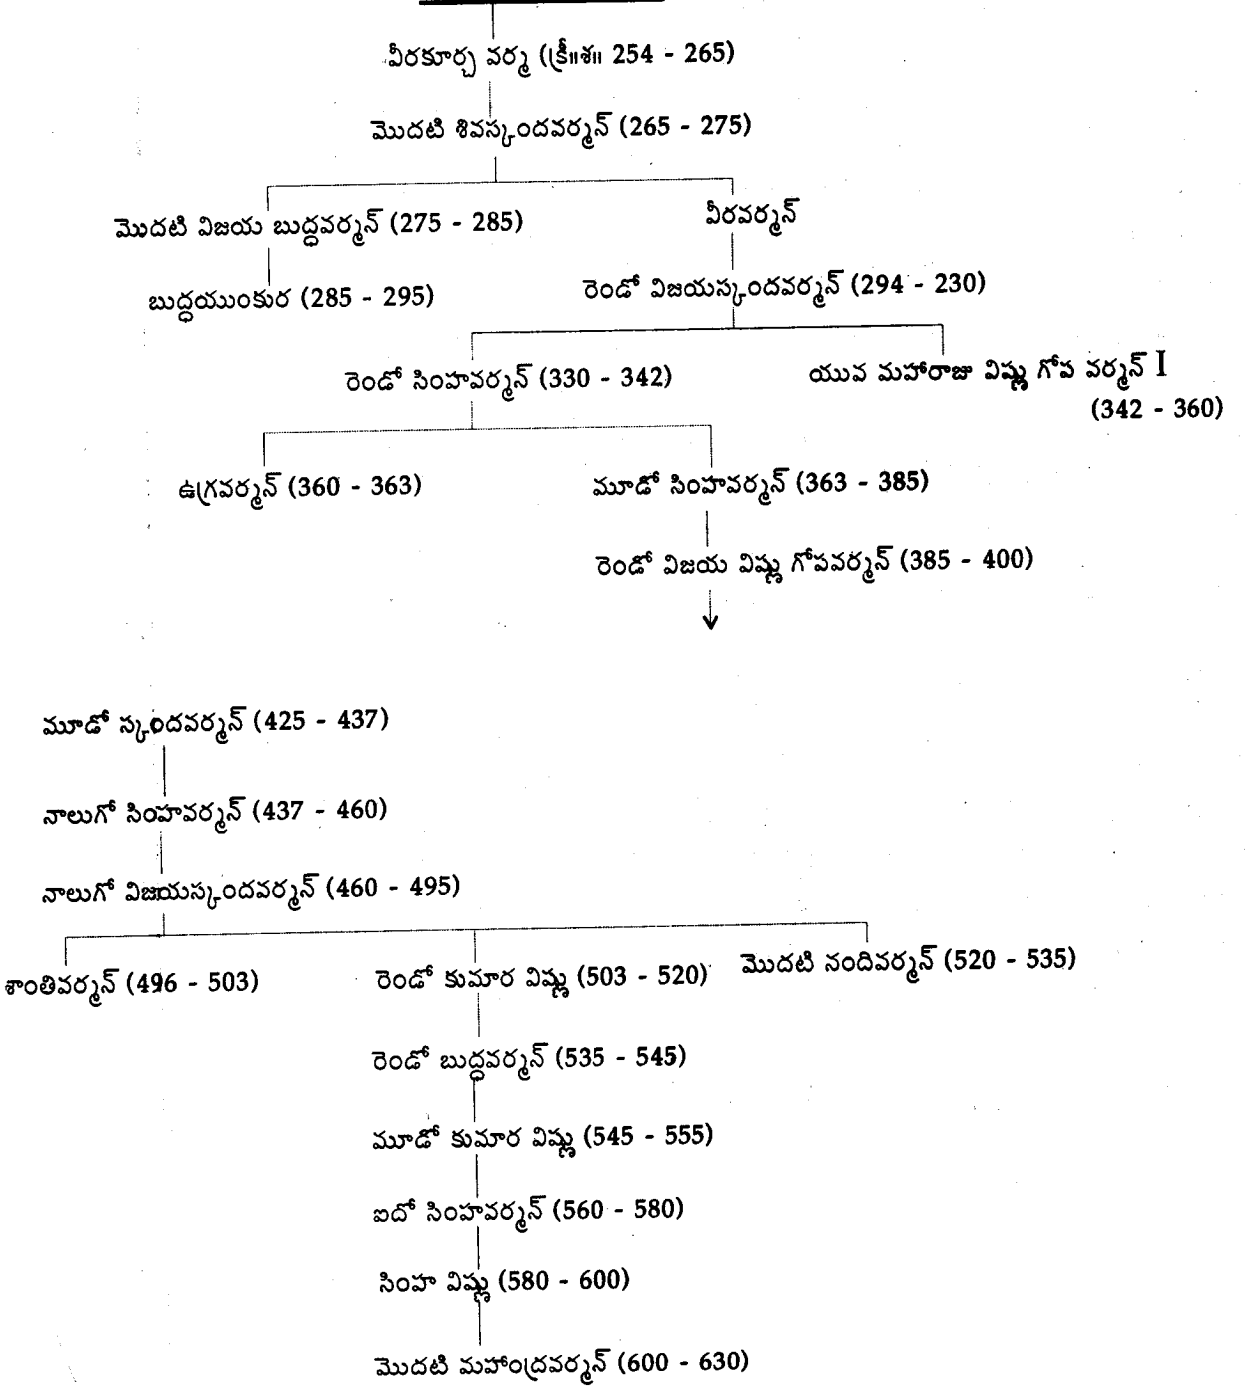 వీరకూర్చ వర్మ (క్రీ॥శ॥ 254 - 265)
మొదటి శివస్కందవర్మన్ (265 - 275)
మొదటి విజయ బుద్ధవర్మన్ (275 - 285)
వీరవర్మన్
బుద్ధయుంకుర (285 - 295)
రెండో విజయస్కందవర్మన్ (294 - 230)
రెండో సింహవర్మన్ (330 - 342)
యువ మహారాజు విష్ణు గోప వర్మన్ I
(342 - 360)
ఉగ్రవర్మన్ (360 - 363)
మూడో సింహవర్మన్ (363 - 385)
రెండో విజయ విష్ణు గోపవర్మన్ (385 - 400)
మూడో స్కందవర్మన్ (425 - 437)
నాలుగో సింహవర్మన్ (437 - 460)
నాలుగో విజయస్కందవర్మన్ (460 - 495)
శాంతివర్మన్ (496 - 503)
రెండో కుమార విష్ణు (503 - 520)
మొదటి నందివర్మన్ (520 - 535)
రెండో బుద్ధవర్మన్ (535 - 545)
మూడో కుమార విష్ణు (545 - 555)
ఐదో సింహవర్మన్ (560 - 580)
సింహ విష్ణు (580 - 600)
మొదటి మహాంద్రవర్మన్ (600 - 630)